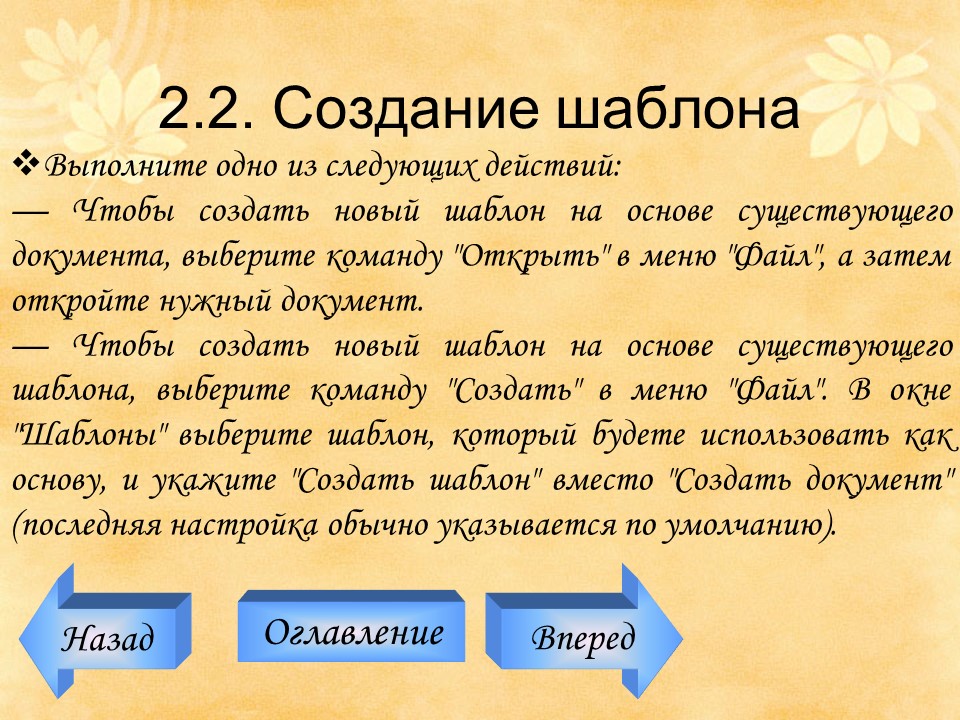 2.2. Создание шаблона
❖Выполните одно из следующих действий:
— Чтобы создать новый шаблон на основе существующего
документа, выберите команду "Открыть" в меню "Файл", а затем
откройте нужный документ.
— Чтобы создать новый шаблон на основе существующего
шаблона, выберите команду "Создать" в меню "Файл". В окне
"Шаблоны" выберите шаблон, который будете использовать как
основу, и укажите "Создать шаблон" вместо "Создать документ"
(последняя настройка обычно указывается по умолчанию).
Назад
Оглавление
Вперед